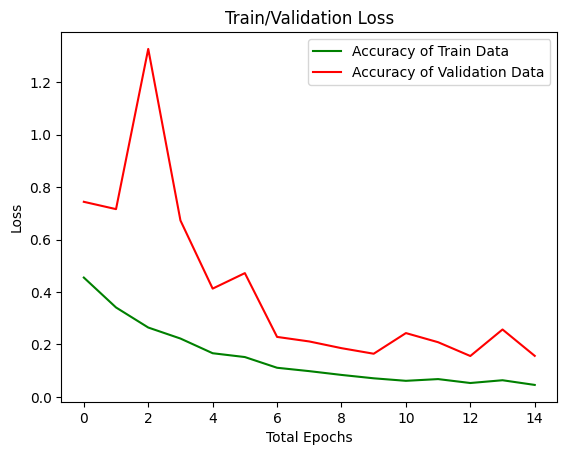 Train/Validation Loss
Accuracy of Train Data
Accuracy of Validation Data
Loss
1.2
1.0
0.8
0.6
0.4
0.2
0.0
0 2 4 6 8 10 12 14
Total Epochs